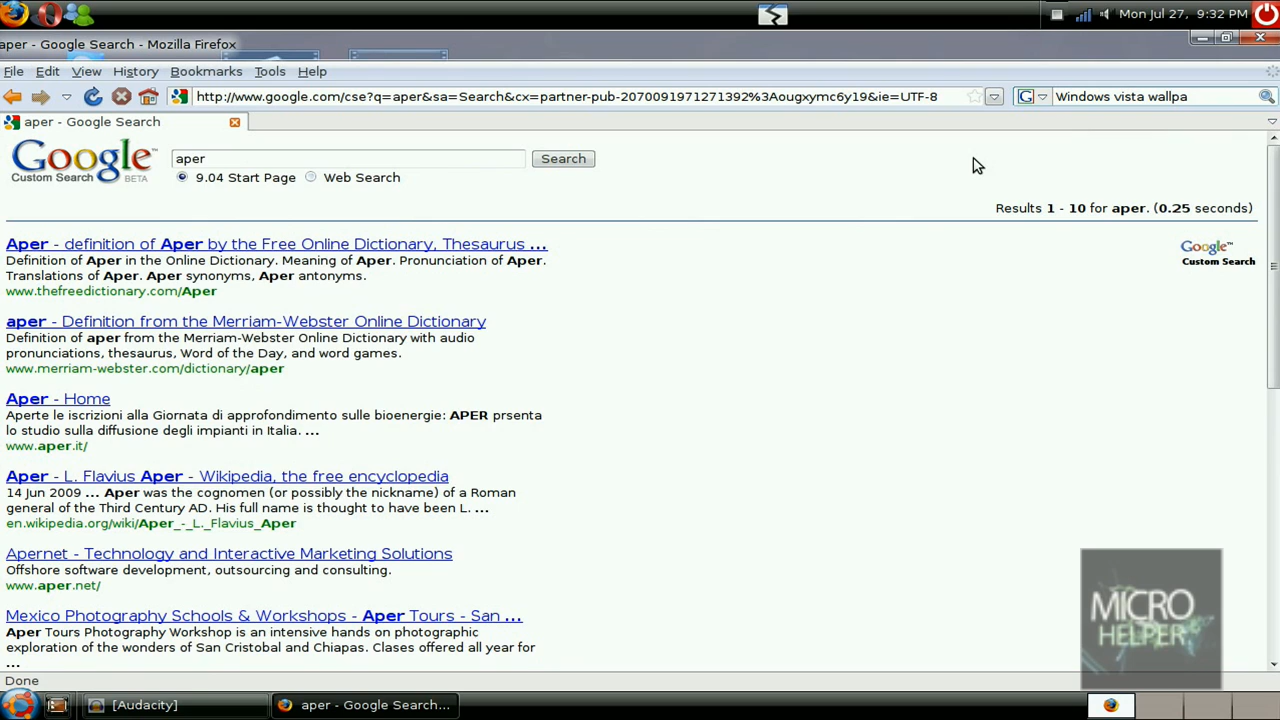 Mon Jul 27, 9:32 PM
aper - Google Search - Mozilla Firefox
File Edit View History Bookmarks Tools Help
http://www.google.com/cse?q=aper&sa=Search&cx=partner-pub-2070091971271392%3Aougxymc6y19&ie=UTF-8
G Windows vista wallpa
aper - Google Search
Google™
Custom Search BETA
aper Search
9.04 Start Page Web Search
Results 1 - 10 for aper. (0.25 seconds)
Aper - definition of Aper by the Free Online Dictionary, Thesaurus ...
Definition of Aper in the Online Dictionary. Meaning of Aper. Pronunciation of Aper.
Translations of Aper. Aper synonyms, Aper antonyms.
www.thefreedictionary.com/Aper
Google™
Custom Search
aper - Definition from the Merriam-Webster Online Dictionary
Definition of aper from the Merriam-Webster Online Dictionary with audio
pronunciations, thesaurus, Word of the Day, and word games.
www.merriam-webster.com/dictionary/aper
Aper - Home
Aperte le iscrizioni alla Giornata di approfondimento sulle bioenergie: APER prsenta
lo studio sulla diffusione degli impianti in Italia. ...
www.aper.it/
Aper - L. Flavius Aper - Wikipedia, the free encyclopedia
14 Jun 2009 ... Aper was the cognomen (or possibly the nickname) of a Roman
general of the Third Century AD. His full name is thought to have been L. ...
en.wikipedia.org/wiki/Aper_-_L._Flavius_Aper
Apernet - Technology and Interactive Marketing Solutions
Offshore software development, outsourcing and consulting.
www.aper.net/
Mexico Photography Schools & Workshops - Aper Tours - San ...
Aper Tours Photography Workshop is an intensive hands on photographic
exploration of the wonders of San Cristobal and Chiapas. Clases offered all year for
...
MICRO
HELPER
Done
[Audacity] aper - Google Search...